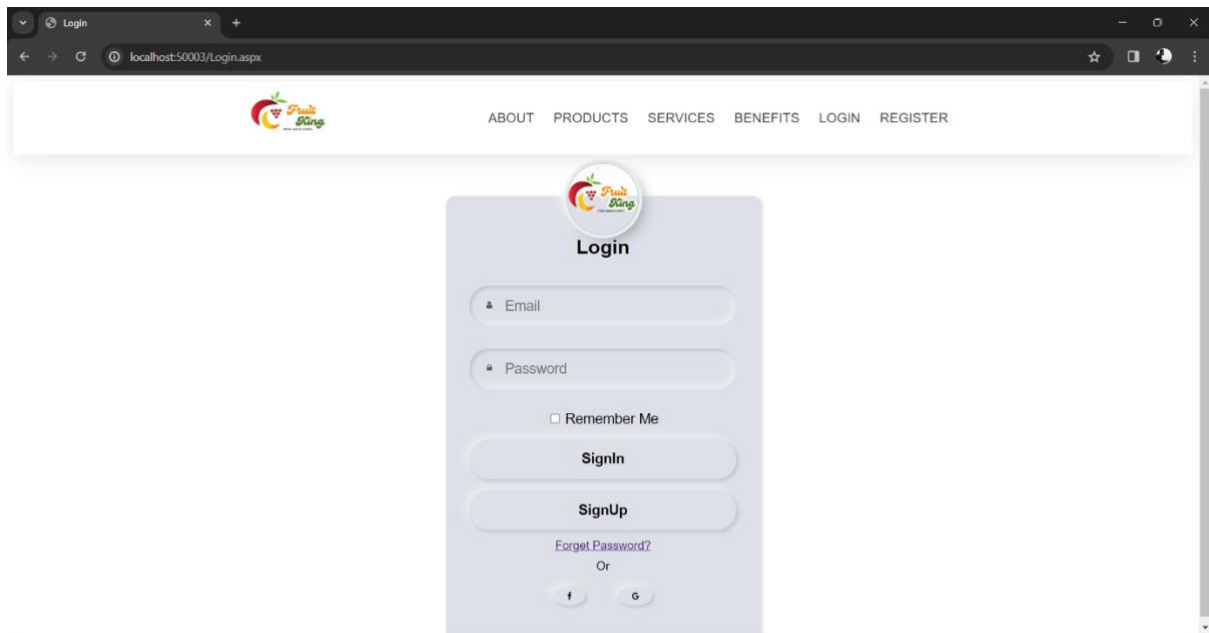 Login
localhost:50003/Login.aspx
Fruit
King
ABOUT PRODUCTS SERVICES BENEFITS LOGIN REGISTER
Fruit
King
Login
Email
Password
Remember Me
SignIn
SignUp
Forget Password?
Or
f G